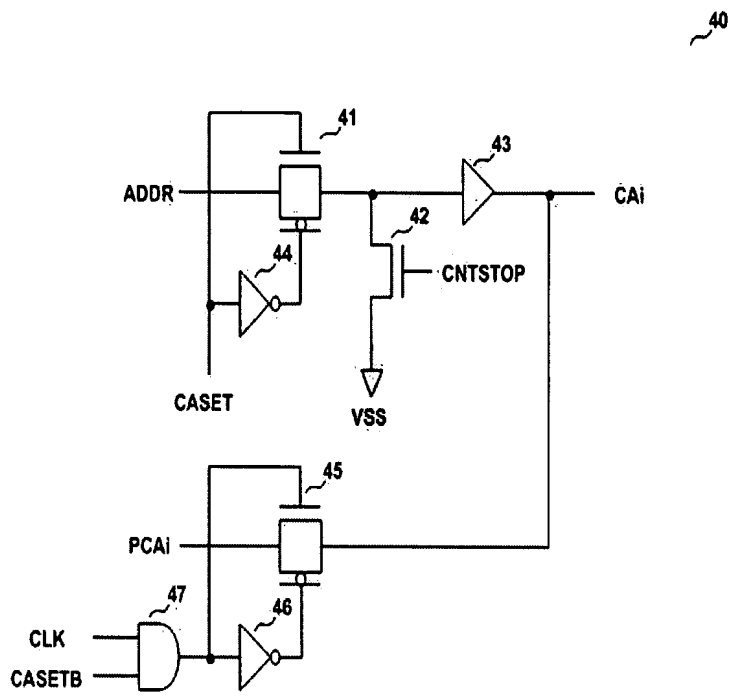 40
41
43
ADDR
CAi
42
44
CNTSTOP
CASET
VSS
45
PCAi
47
46
CLK
CASETB